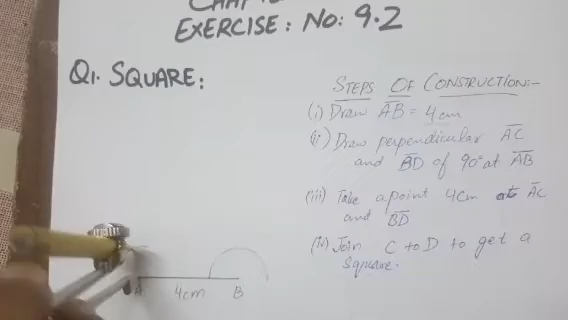 EXERCISE: NO: 9.2
Q1. SQUARE:
STEPS OF CONSTRUCTION:-
(i) Draw AB = 4cm
(ii) Draw perpendicular AC
and BD of 90° at AB
(iii) Take a point 4cm at AC
and BD
(iv) Join C to D to get a
square.
A 4cm B